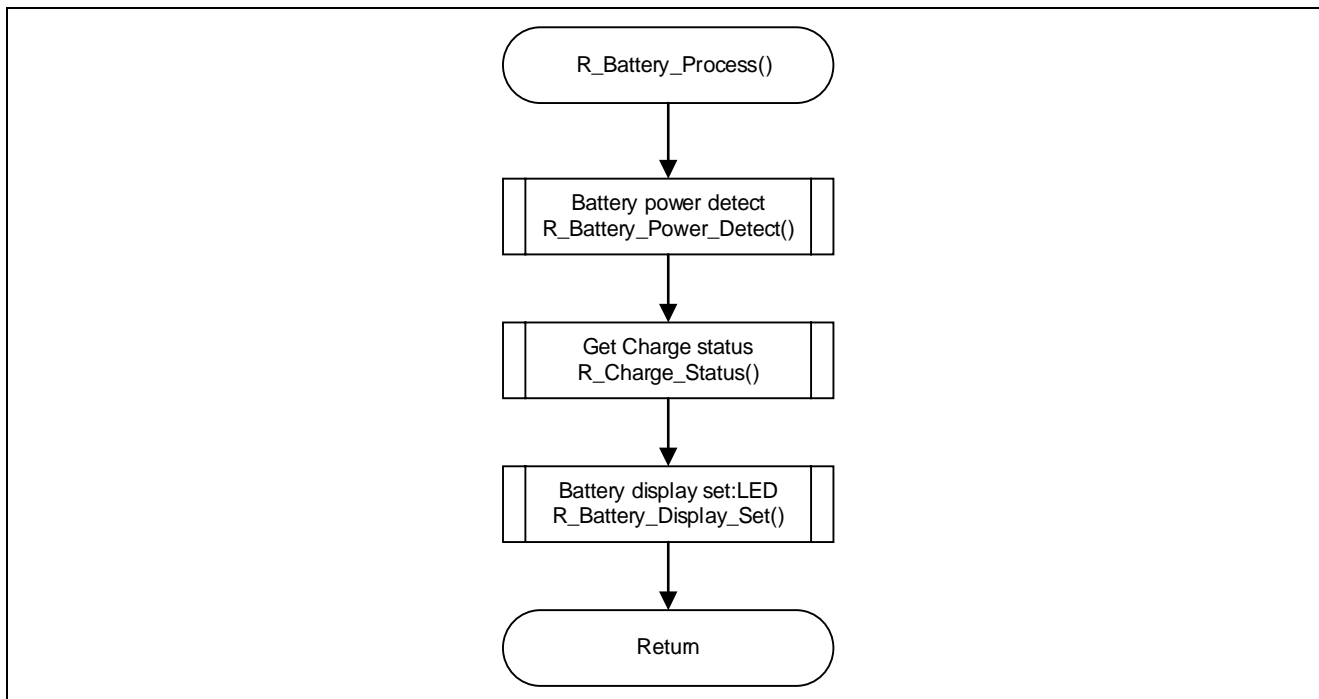 R_Battery_Process()
Battery power detect
R_Battery_Power_Detect()
Get Charge status
R_Charge_Status()
Battery display set:LED
R_Battery_Display_Set()
Return